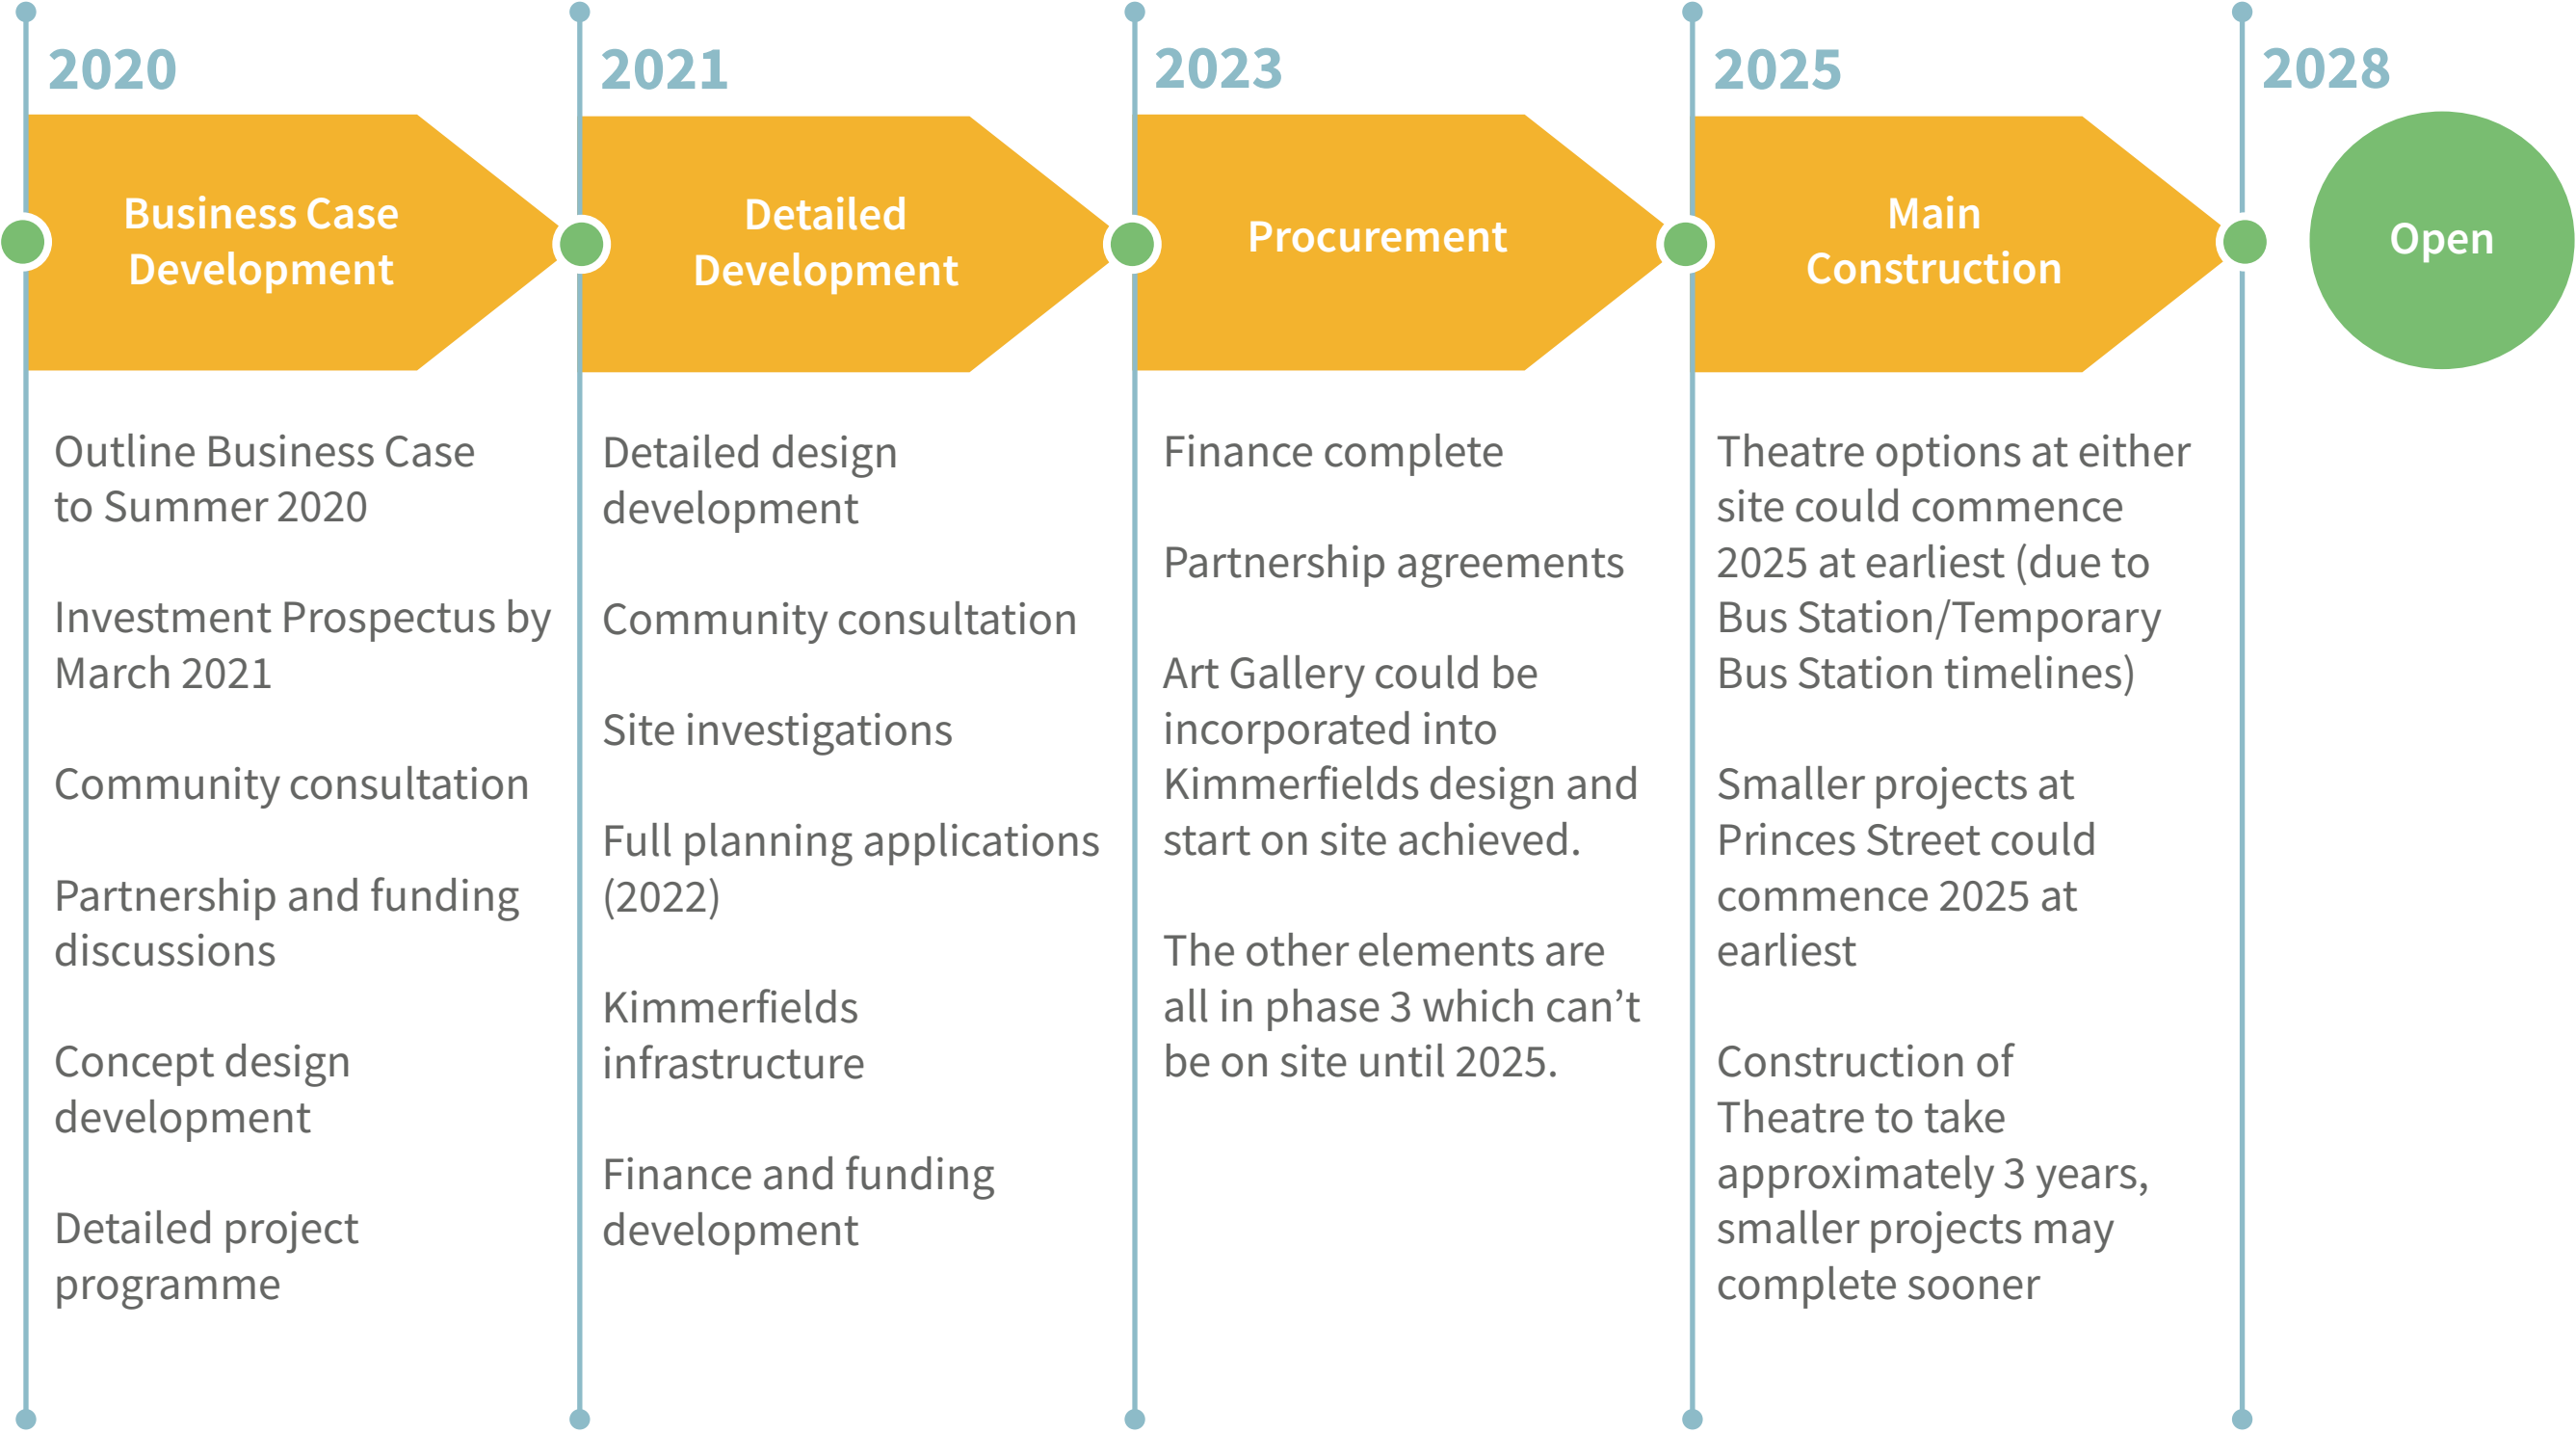 2020
Business Case
Development
Outline Business Case
to Summer 2020
Investment Prospectus by
March 2021
Community consultation
Partnership and funding
discussions
Concept design
development
Detailed project
programme
2021
Detailed
Development
Detailed design
development
Community consultation
Site investigations
Full planning applications
(2022)
Kimmerfields
infrastructure
Finance and funding
development
2023
Procurement
Finance complete
Partnership agreements
Art Gallery could be
incorporated into
Kimmerfields design and
start on site achieved.
The other elements are
all in phase 3 which can’t
be on site until 2025.
2025
Main
Construction
Theatre options at either
site could commence
2025 at earliest (due to
Bus Station/Temporary
Bus Station timelines)
Smaller projects at
Princes Street could
commence 2025 at
earliest
Construction of
Theatre to take
approximately 3 years,
smaller projects may
complete sooner
2028
Open